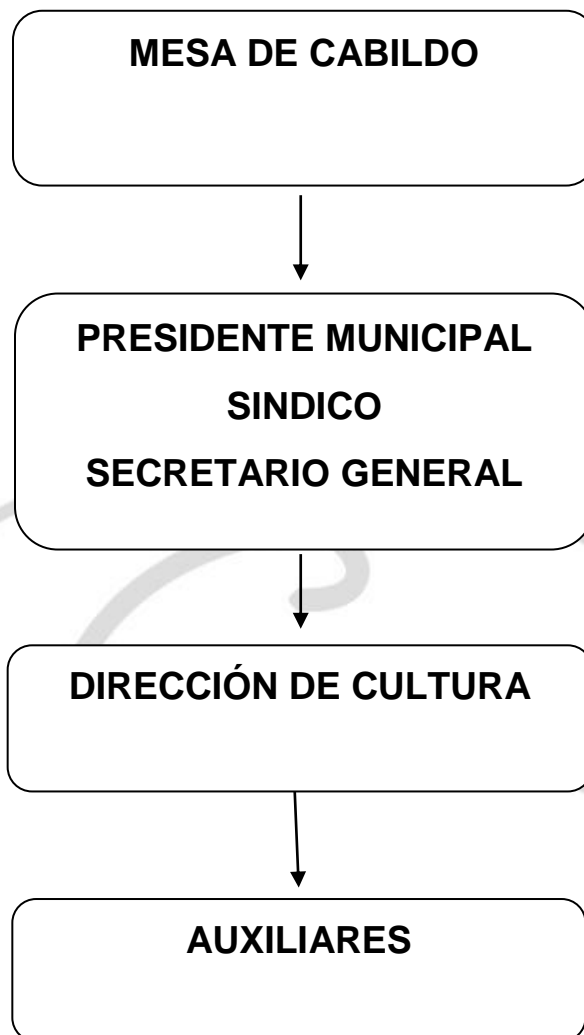 MESA DE CABILDO
PRESIDENTE MUNICIPAL
SINDICO
SECRETARIO GENERAL
DIRECCIÓN DE CULTURA
AUXILIARES